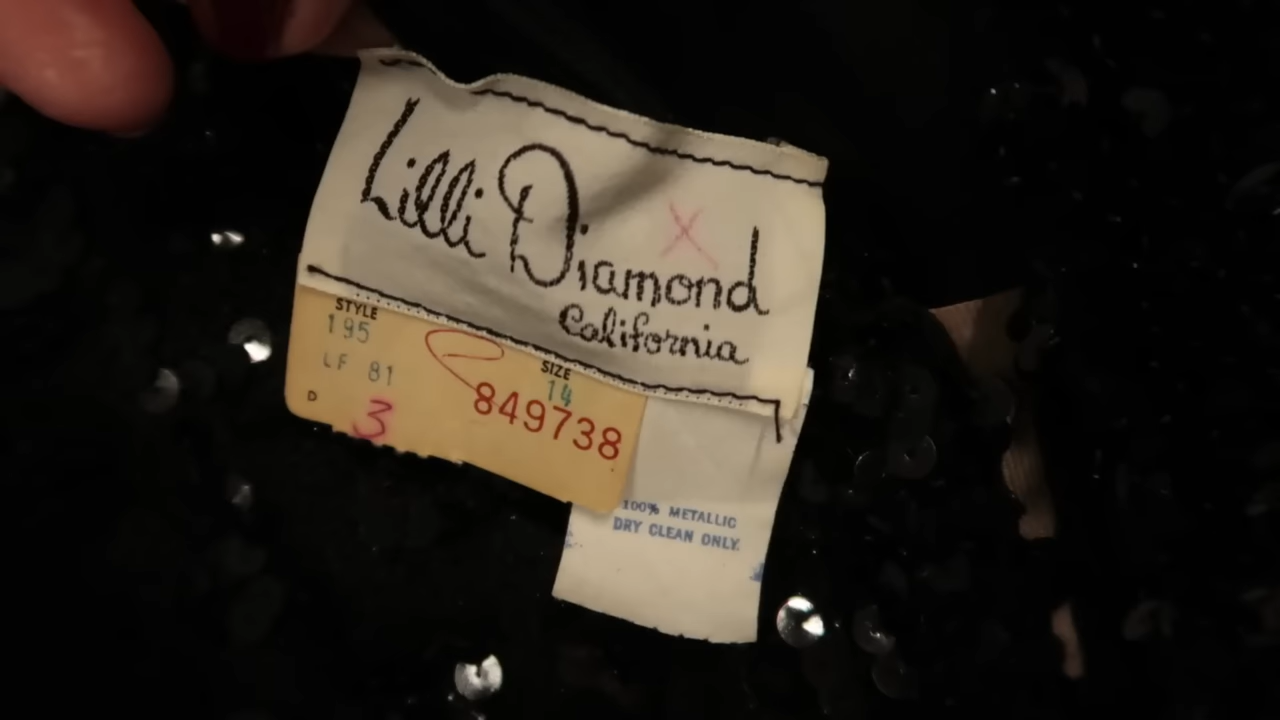 Lilli Diamond
X
California
STYLE
195
LF 81
D
3
SIZE
14
849738
100% METALLIC
DRY CLEAN ONLY.